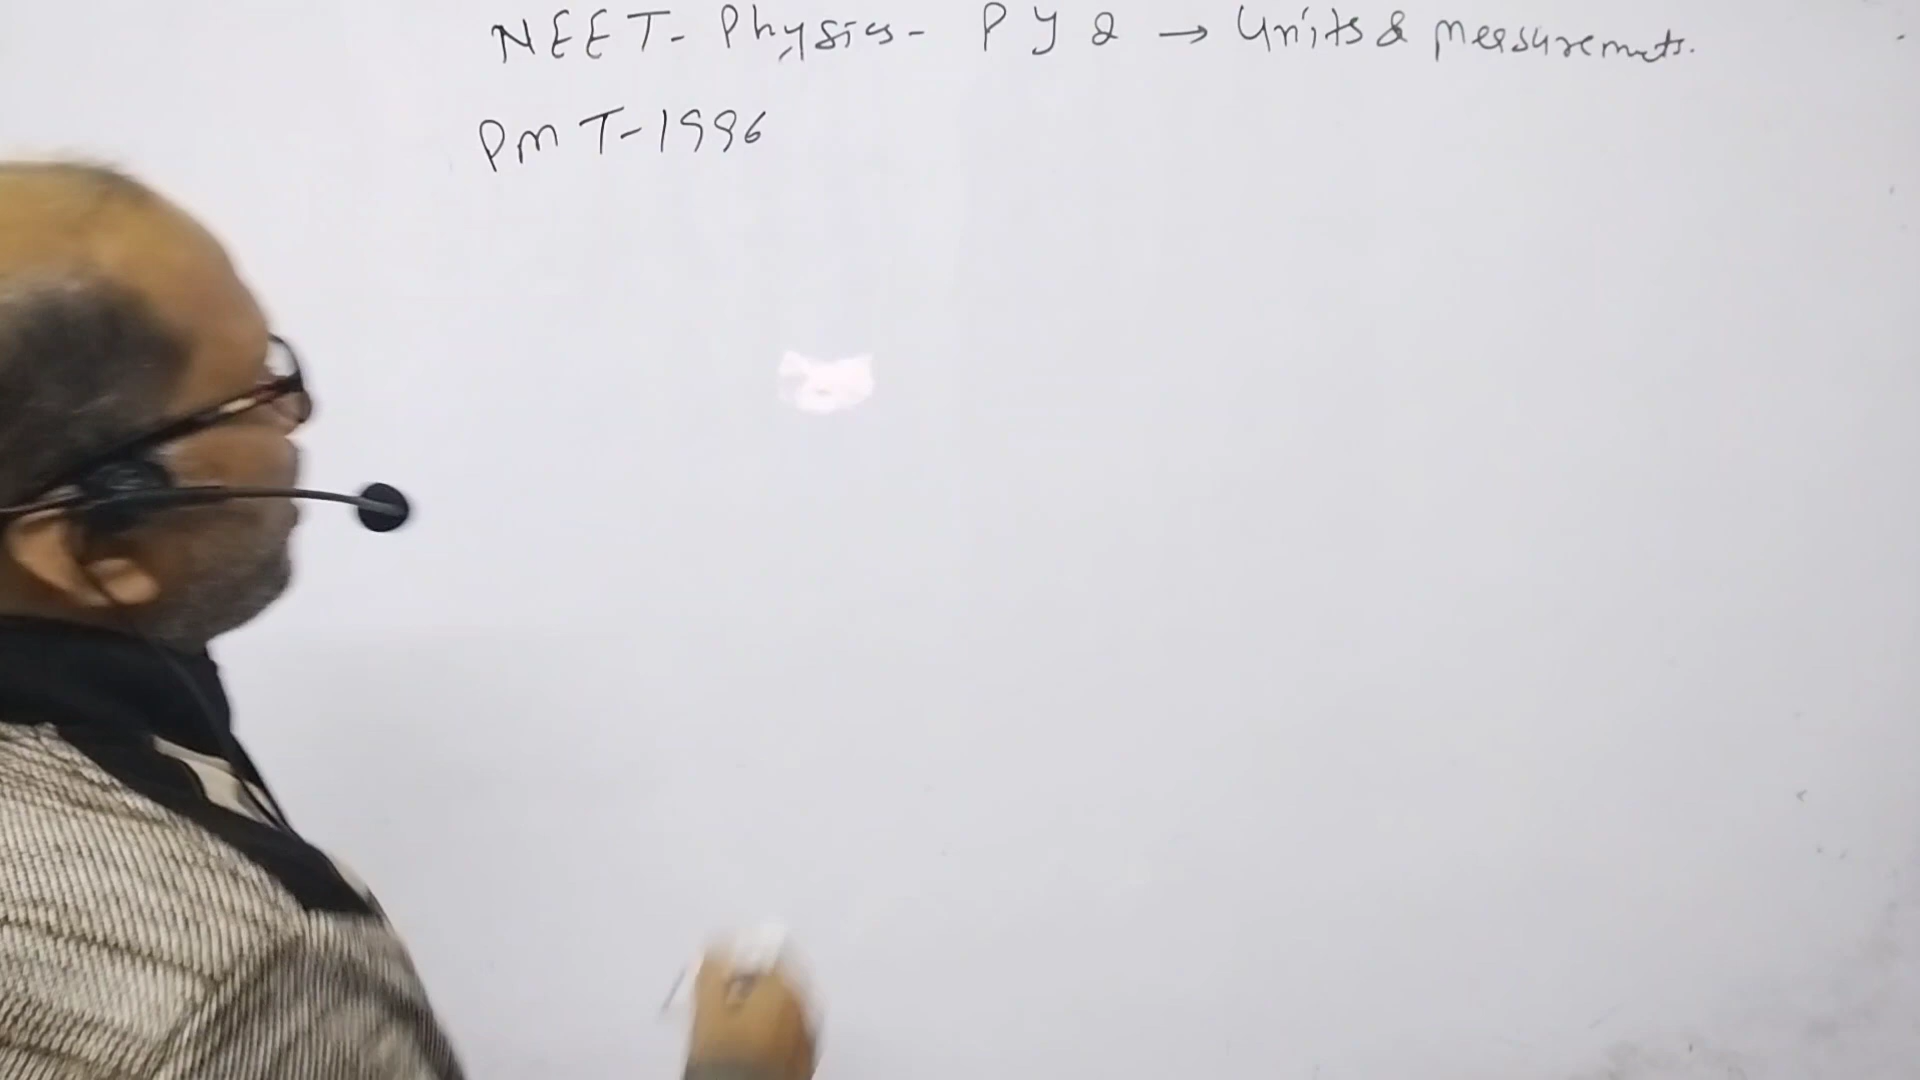 NEET- Physics- PYQ → Units & measurements.
PMT-1996